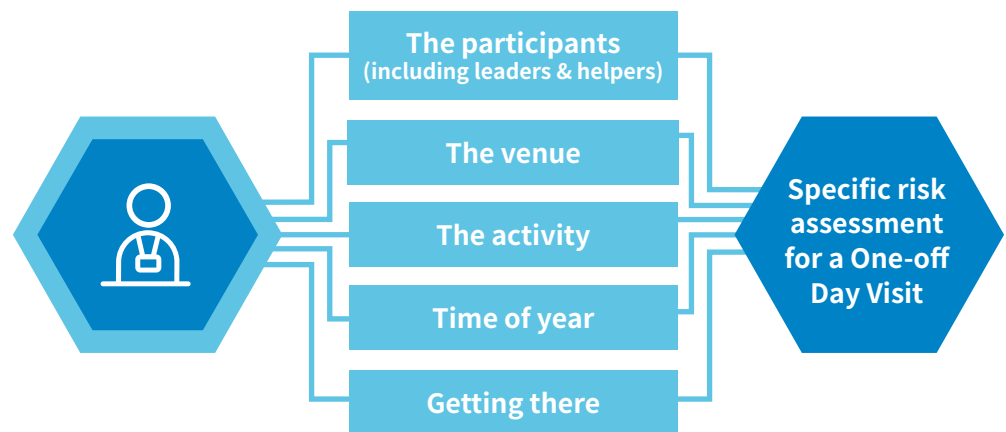 The participants
(including leaders & helpers)
The venue
The activity
Time of year
Getting there
Specific risk
assessment
for a One-off
Day Visit